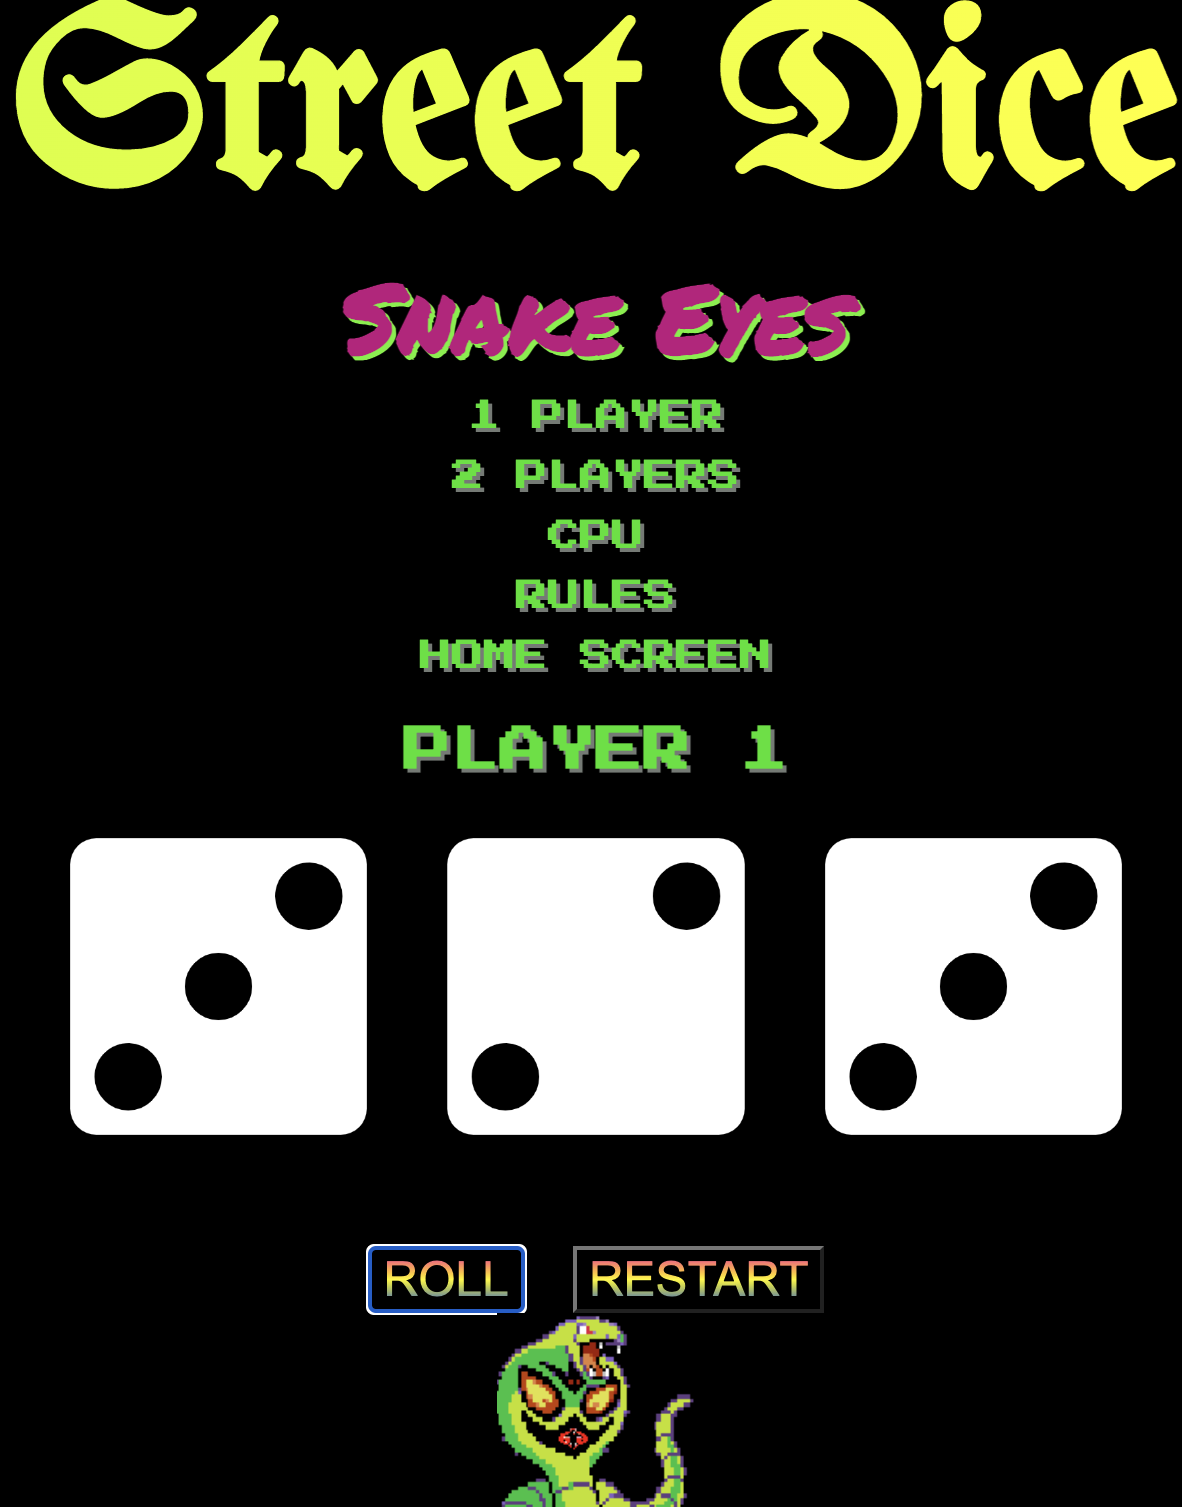 Street Dice
Snake Eyes
1 PLAYER
2 PLAYERS
CPU
RULES
HOME SCREEN
PLAYER 1
ROLL RESTART